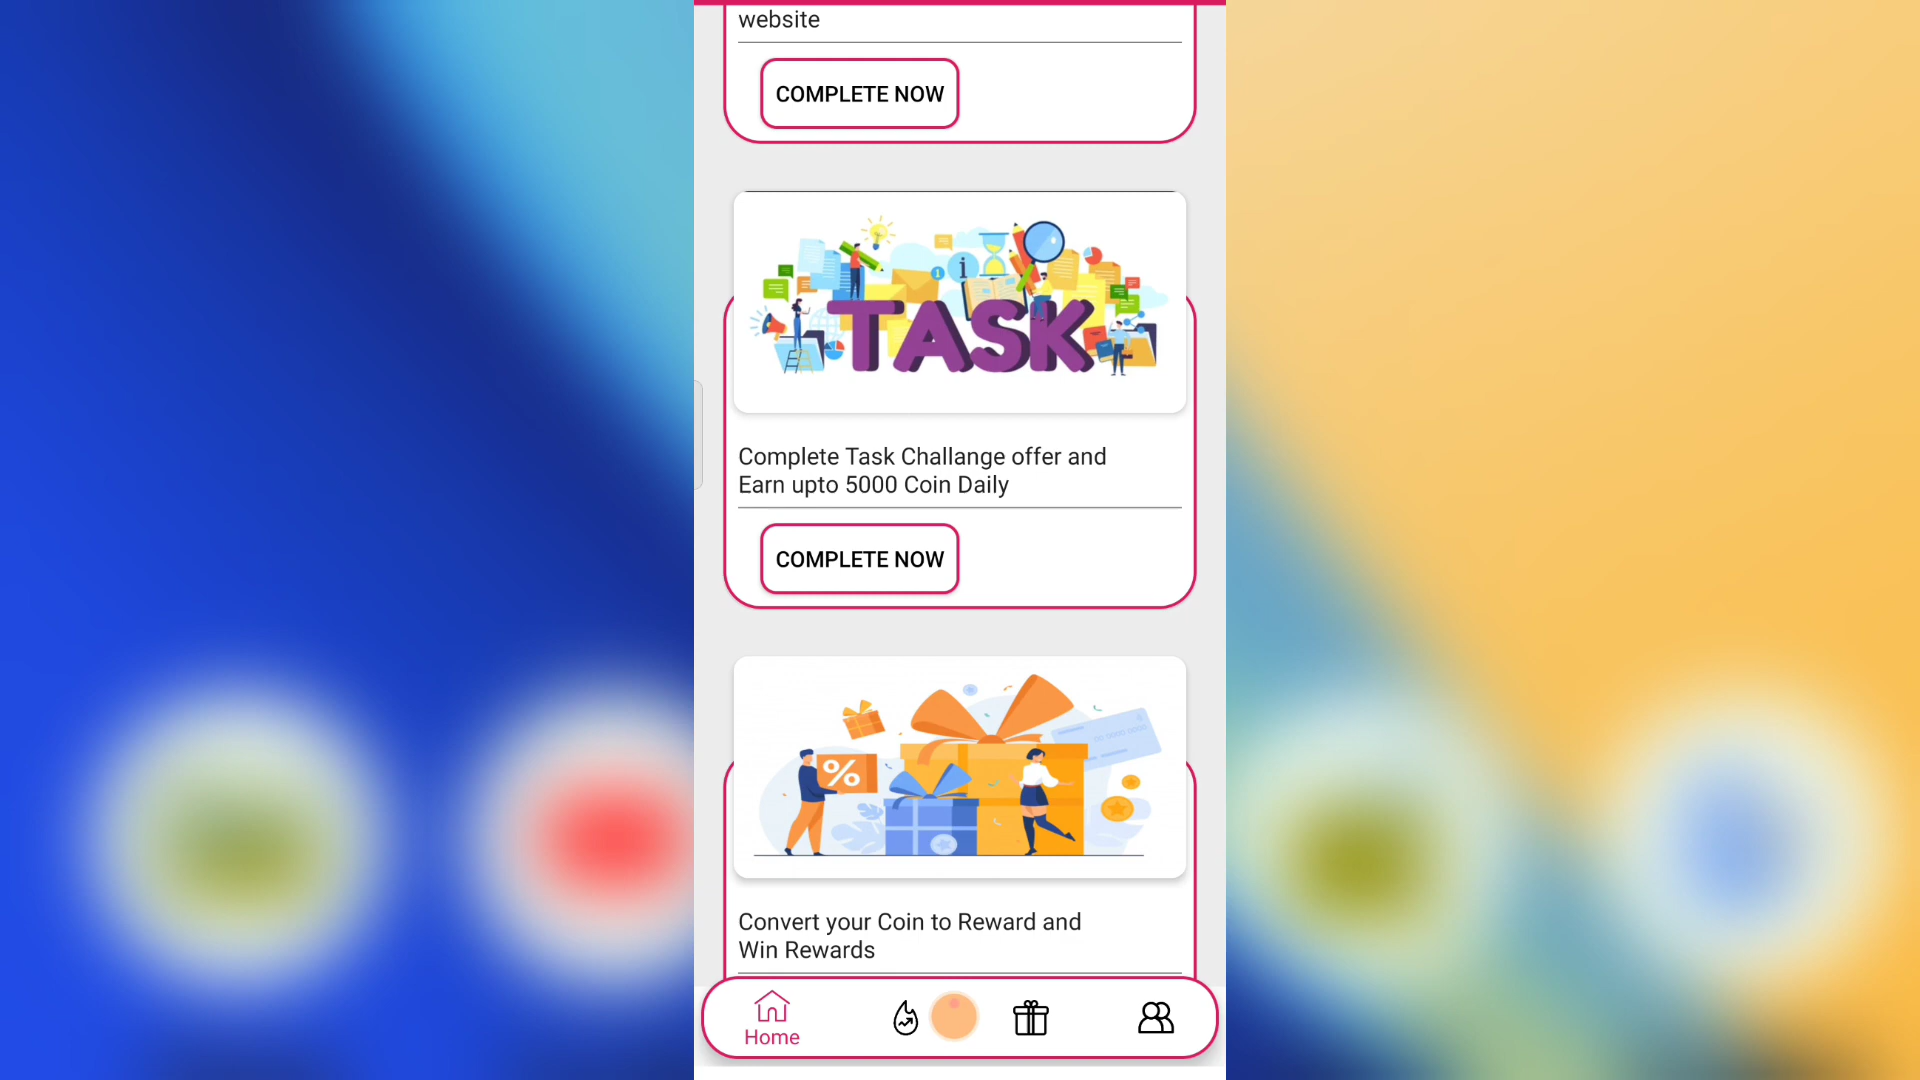 website
COMPLETE NOW
TASK
Complete Task Challange offer and
Earn upto 5000 Coin Daily
COMPLETE NOW
%
Convert your Coin to Reward and
Win Rewards
Home